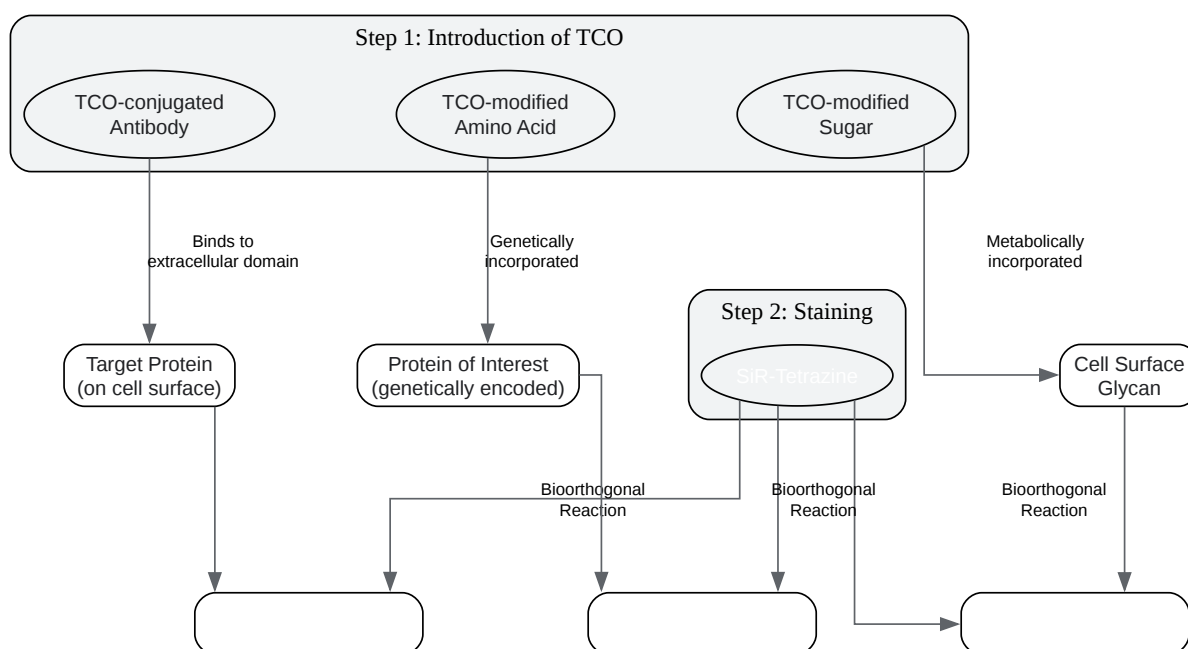 Step 1: Introduction of TCO
TCO-conjugated
Antibody
TCO-modified
Amino Acid
TCO-modified
Sugar
Binds to
extracellular domain
Genetically
incorporated
Metabolically
incorporated
Step 2: Staining
SiR-Tetrazine
Target Protein
(on cell surface)
Protein of Interest
(genetically encoded)
Cell Surface
Glycan
Bioorthogonal
Reaction
Bioorthogonal
Reaction
Bioorthogonal
Reaction